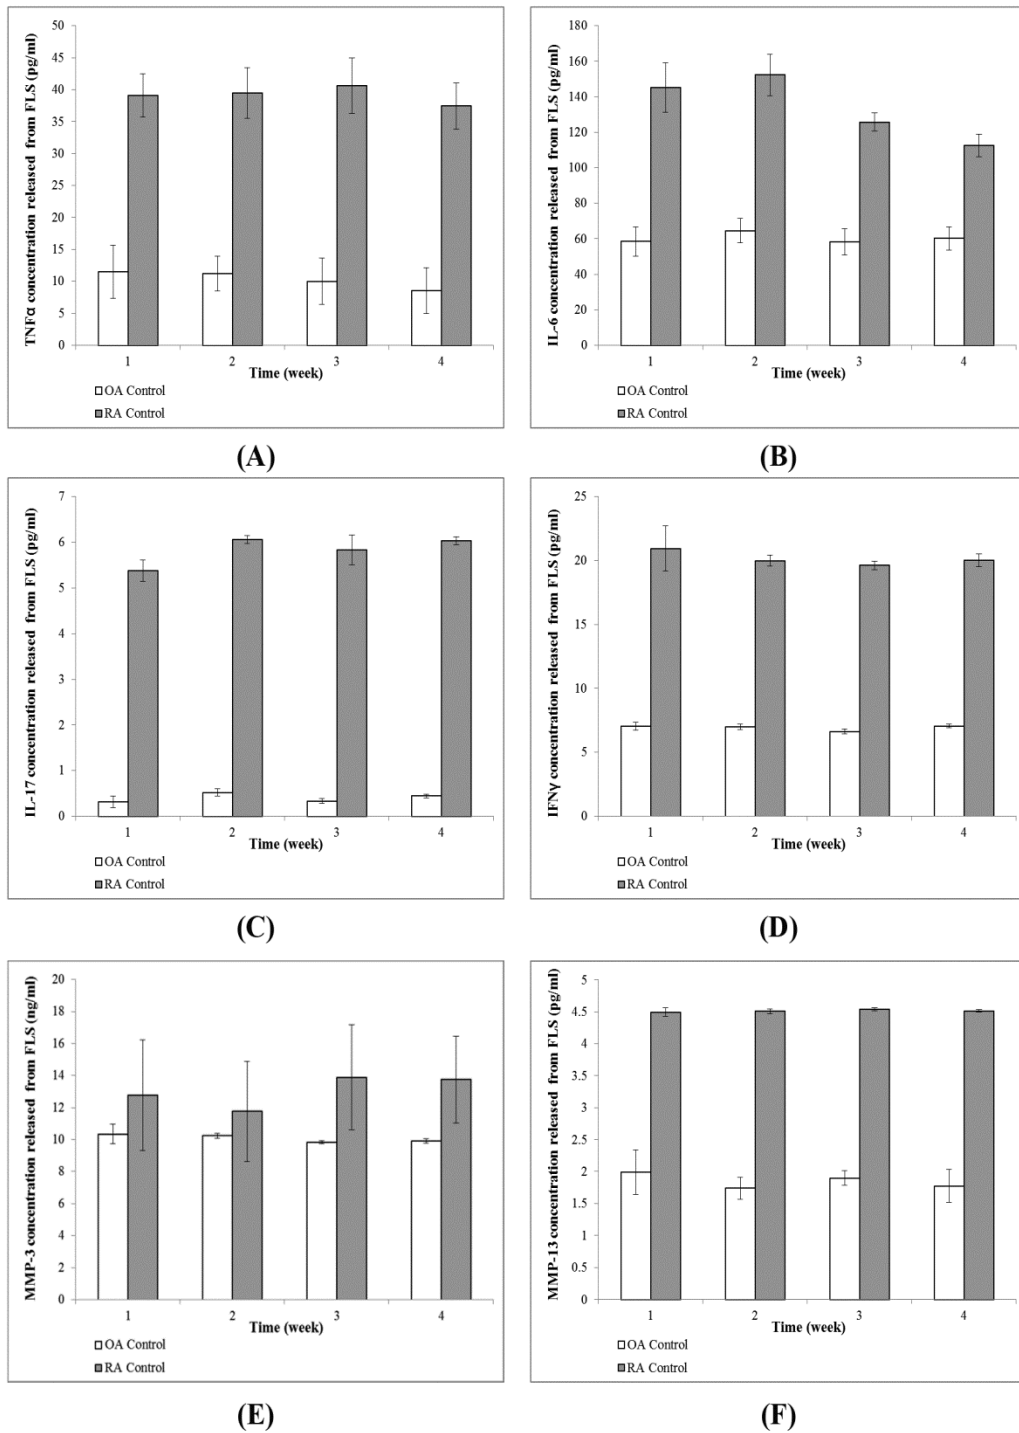 TNFα concentration released from FLS (pg/ml)
50
45
40
35
30
25
20
15
10
5
0
1 2 3 4
Time (week)
OA Control
RA Control
(A)
IL-6 concentration released from FLS (pg/ml)
180
160
140
120
100
80
60
40
20
0
1 2 3 4
Time (week)
OA Control
RA Control
(B)
IL-17 concentration released from FLS (pg/ml)
7
6
5
4
3
2
1
0
1 2 3 4
Time (week)
OA Control
RA Control
(C)
IFNγ concentration released from FLS (pg/ml)
25
20
15
10
5
0
1 2 3 4
Time (week)
OA Control
RA Control
(D)
MMP-3 concentration released from FLS (ng/ml)
20
18
16
14
12
10
8
6
4
2
0
1 2 3 4
Time (week)
OA Control
RA Control
(E)
MMP-13 concentration released from FLS (pg/ml)
5
4.5
4
3.5
3
2.5
2
1.5
1
0.5
0
1 2 3 4
Time (week)
OA Control
RA Control
(F)